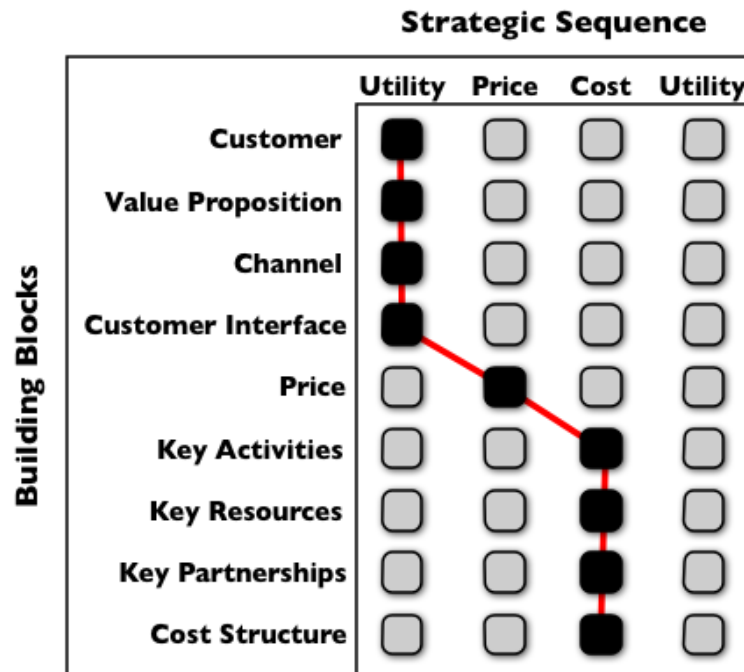 Strategic Sequence
Utility Price Cost Utility
Building Blocks
Customer
Value Proposition
Channel
Customer Interface
Price
Key Activities
Key Resources
Key Partnerships
Cost Structure